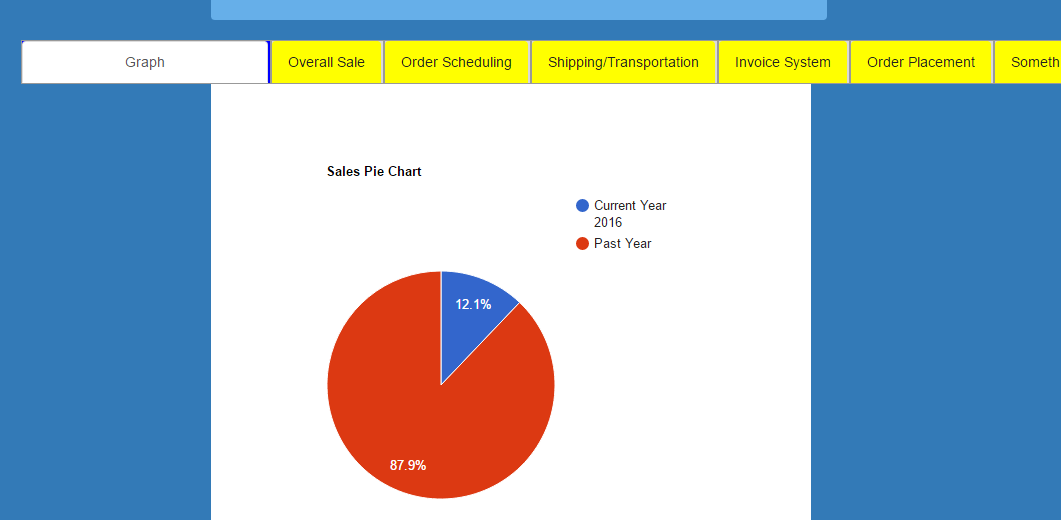 Graph
Overall Sale
Order Scheduling
Shipping/Transportation
Invoice System
Order Placement
Someth
Sales Pie Chart
Current Year
2016
Past Year
12.1%
87.9%